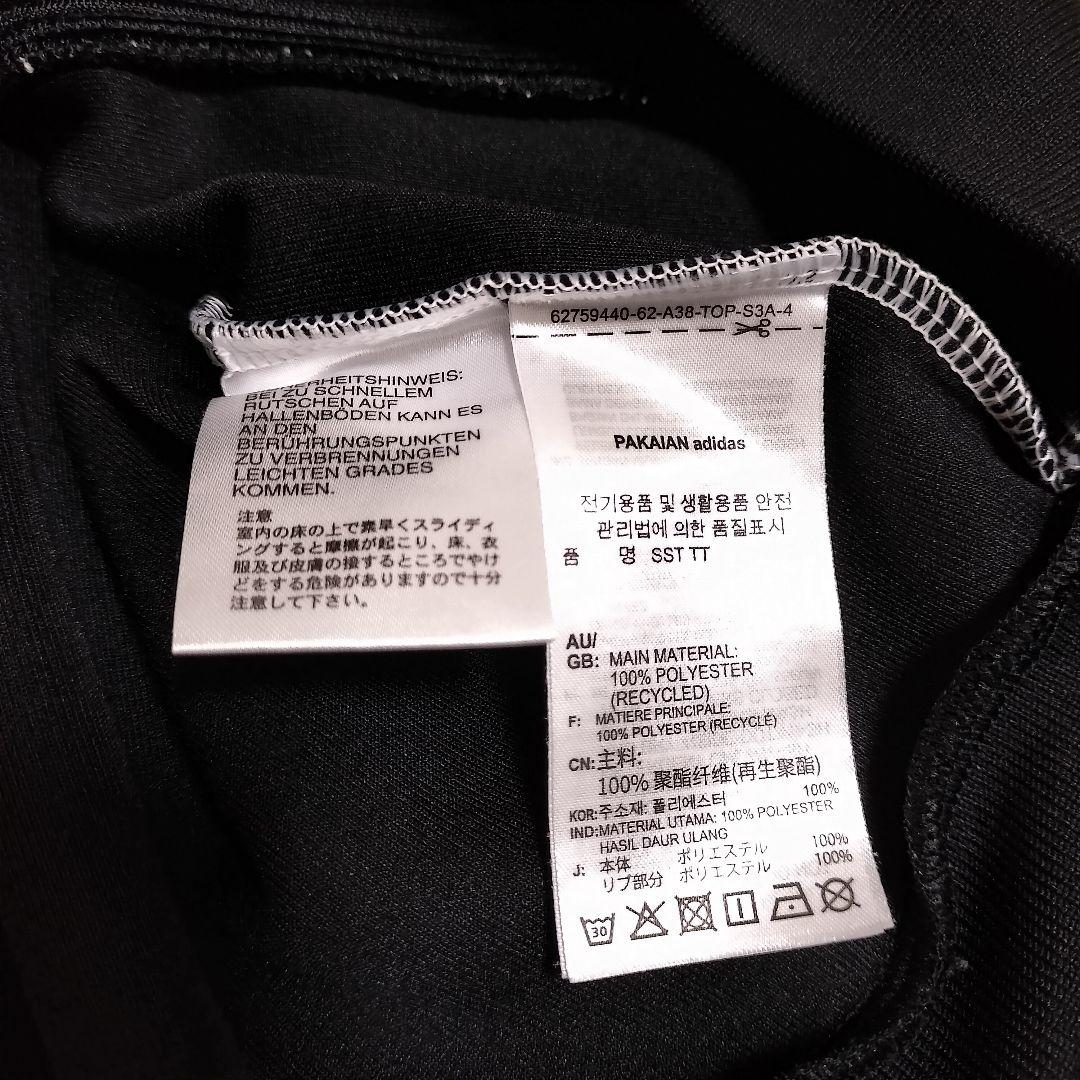 BEI ZU SCHNELLEM
RUTSCHEN AUF
HALLENBÖDEN KANN ES
AN DEN
BERÜHRUNGSPUNKTEN
ZU VERBRENNUNGEN
LEICHTEN GRADES
KOMMEN.
注意
室内の床の上で素早くスライディ
ングすると摩擦が起こり、床、衣
服及び皮膚の接するところでやけ
どをする危険がありますので十分
注意して下さい。
62759440-62-A38-TOP-S3A-4
PAKAIAN adidas
전기용품 및 생활용품 안전
관리법에 의한 품질표시
품 명 SST TT
AU/
GB: MAIN MATERIAL:
100% POLYESTER
(RECYCLED)
F: MATIERE PRINCIPALE:
100% POLYESTER (RECYCLÉ)
CN:主料:
100% 聚酯纤维(再生聚酯)
KOR:주소재: 폴리에스터 100%
IND:MATERIAL UTAMA: 100% POLYESTER
HASIL DAUR ULANG
J: 本体 ポリエステル 100%
リブ部分 ポリエステル 100%
30